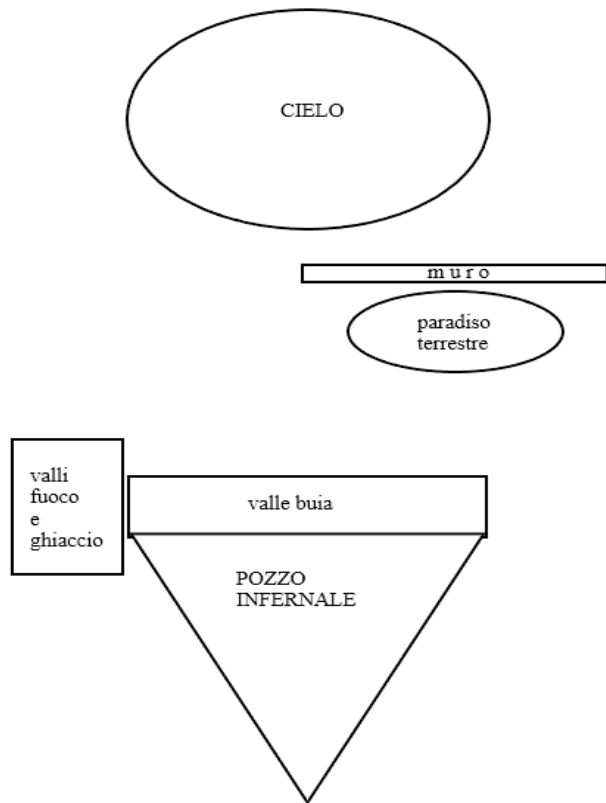 CIELO
m u r o
paradiso
terrestre
valli
fuoco
e
ghiaccio
valle buia
POZZO
INFERNALE